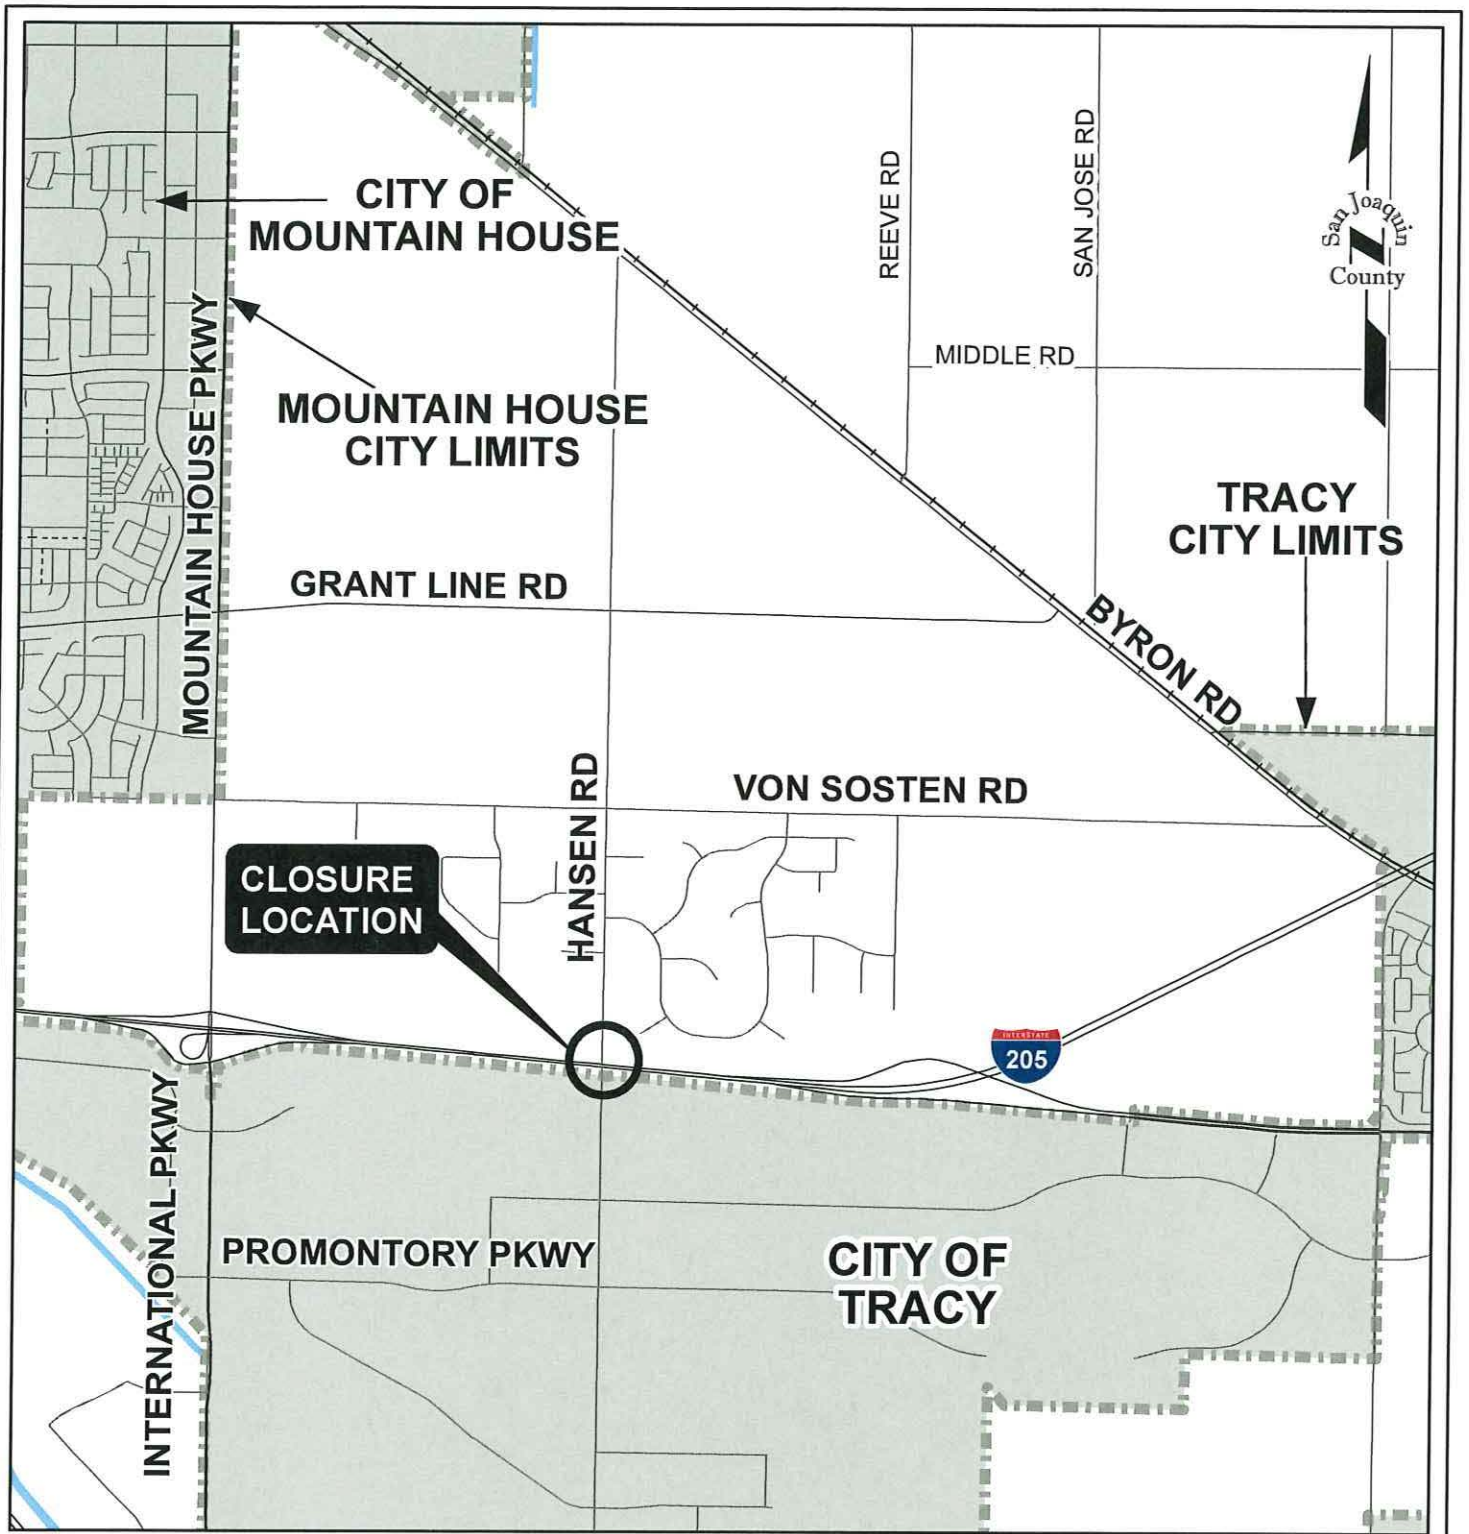 CITY OF
MOUNTAIN HOUSE
REEVE RD
SAN JOSE RD
San Joaquin
County
MOUNTAIN HOUSE PKWY
MIDDLE RD
MOUNTAIN HOUSE
CITY LIMITS
TRACY
CITY LIMITS
GRANT LINE RD
BYRON RD
HANSEN RD
VON SOSTEN RD
CLOSURE
LOCATION
INTERSTATE
205
INTERNATIONAL PKWY
PROMONTORY PKWY
CITY OF
TRACY